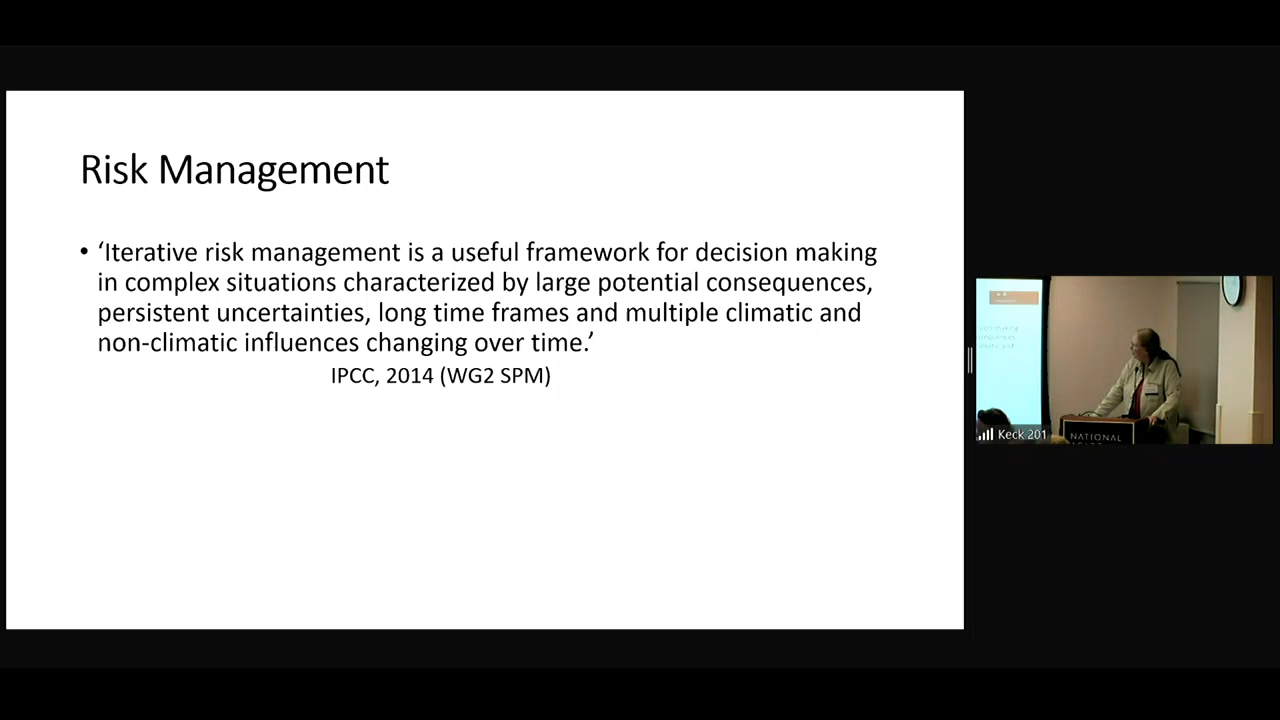 Risk Management
• ‘Iterative risk management is a useful framework for decision making
in complex situations characterized by large potential consequences,
persistent uncertainties, long time frames and multiple climatic and
non-climatic influences changing over time.’
IPCC, 2014 (WG2 SPM)
Keck 201
NATIONAL